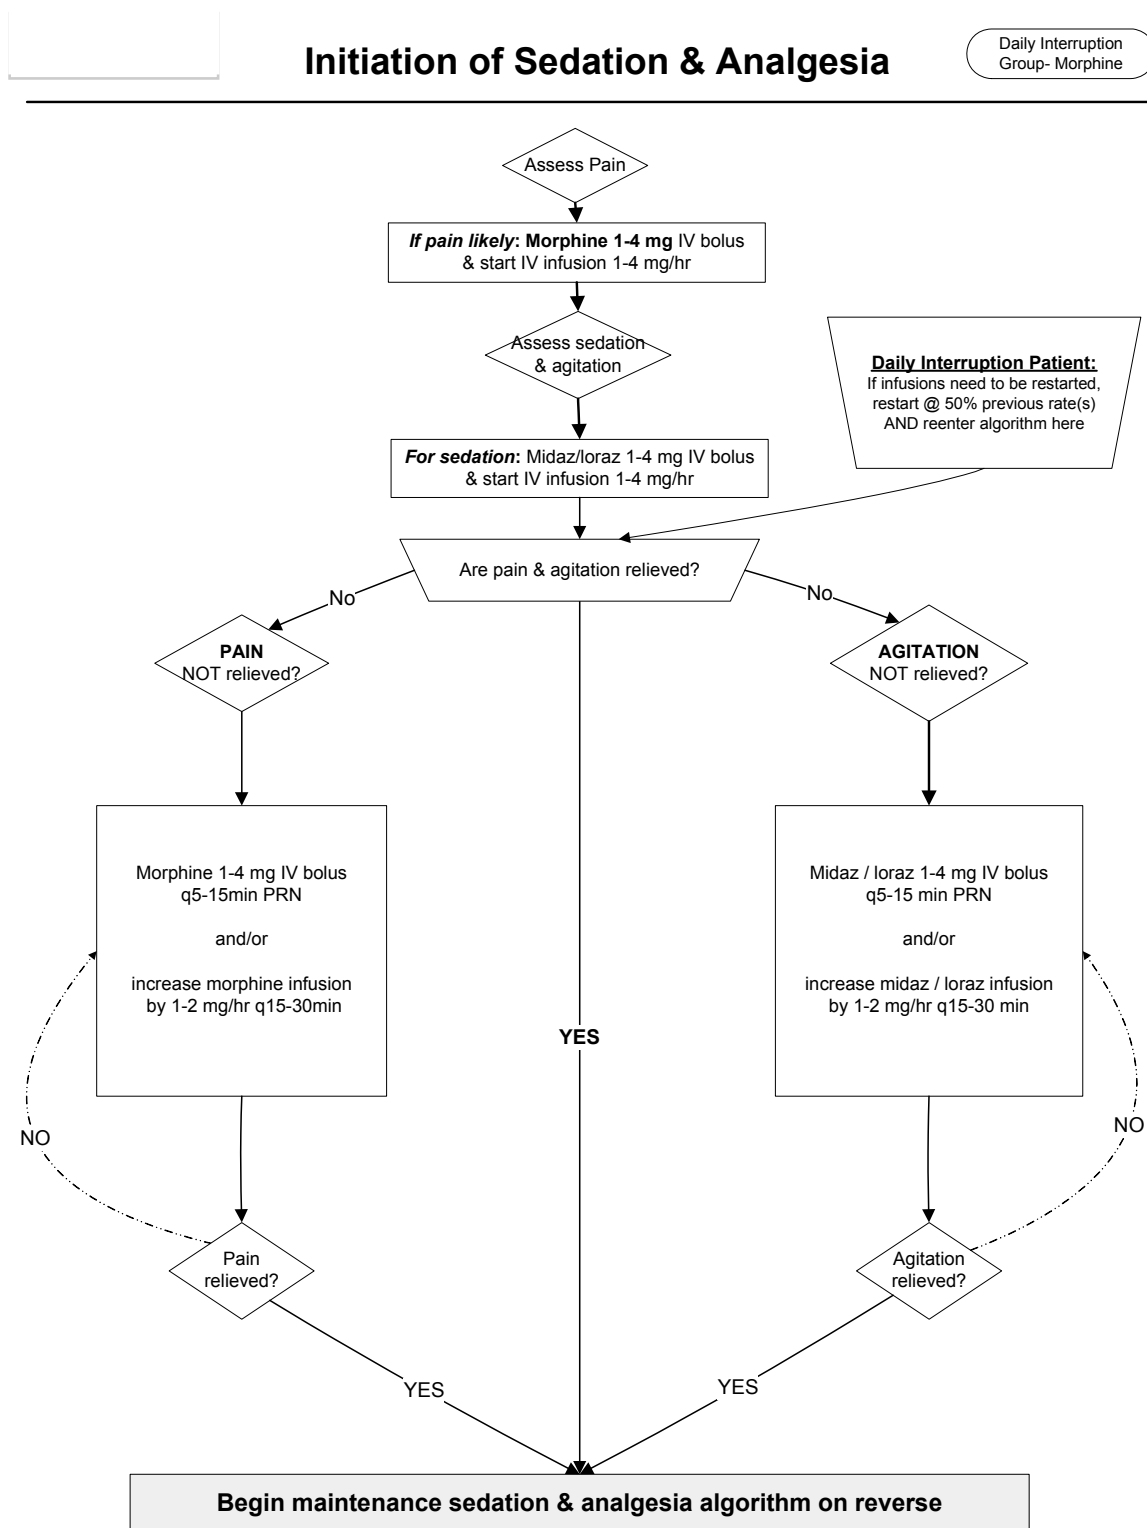 Initiation of Sedation & Analgesia
Daily Interruption
Group- Morphine
Assess Pain
If pain likely: Morphine 1-4 mg IV bolus
& start IV infusion 1-4 mg/hr
Assess sedation
& agitation
Daily Interruption Patient:
If infusions need to be restarted,
restart @ 50% previous rate(s)
AND reenter algorithm here
For sedation: Midaz/loraz 1-4 mg IV bolus
& start IV infusion 1-4 mg/hr
Are pain & agitation relieved?
No
No
PAIN
NOT relieved?
AGITATION
NOT relieved?
Morphine 1-4 mg IV bolus
q5-15min PRN
and/or
increase morphine infusion
by 1-2 mg/hr q15-30min
Midaz / loraz 1-4 mg IV bolus
q5-15 min PRN
and/or
increase midaz / loraz infusion
by 1-2 mg/hr q15-30 min
YES
NO
NO
Pain
relieved?
Agitation
relieved?
YES
YES
Begin maintenance sedation & analgesia algorithm on reverse